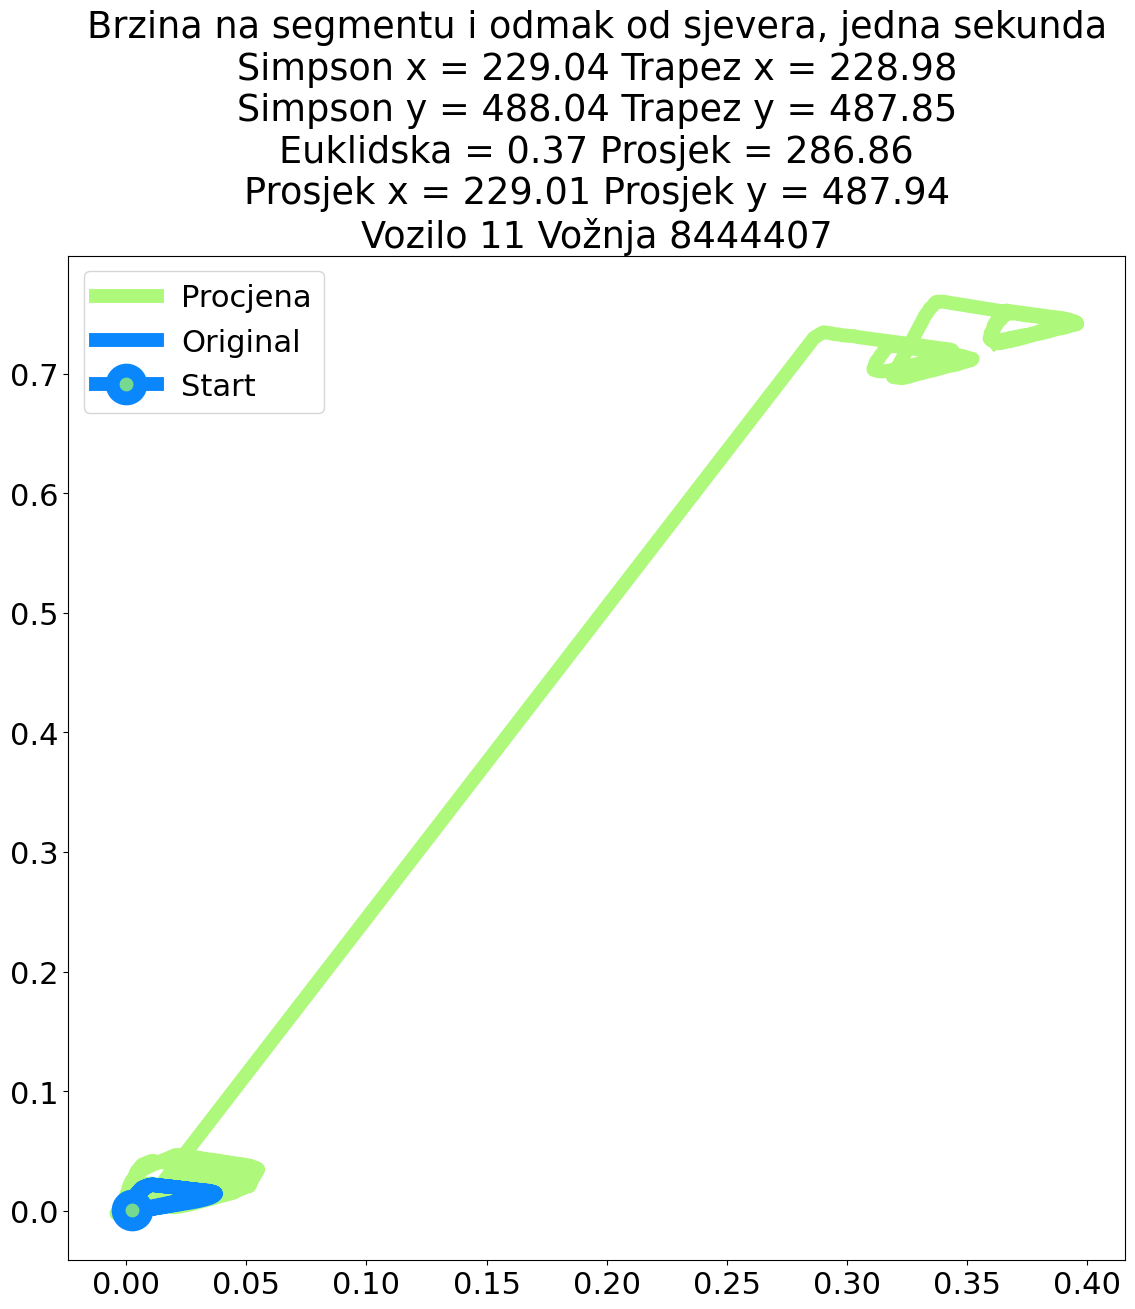 Brzina na segmentu i odmak od sjevera, jedna sekunda
Simpson x = 229.04 Trapez x = 228.98
Simpson y = 488.04 Trapez y = 487.85
Euklidska = 0.37 Prosjek = 286.86
Prosjek x = 229.01 Prosjek y = 487.94
Vozilo 11 Vožnja 8444407
Procjena
Original
Start
0.7
0.6
0.5
0.4
0.3
0.2
0.1
0.0
0.00 0.05 0.10 0.15 0.20 0.25 0.30 0.35 0.40